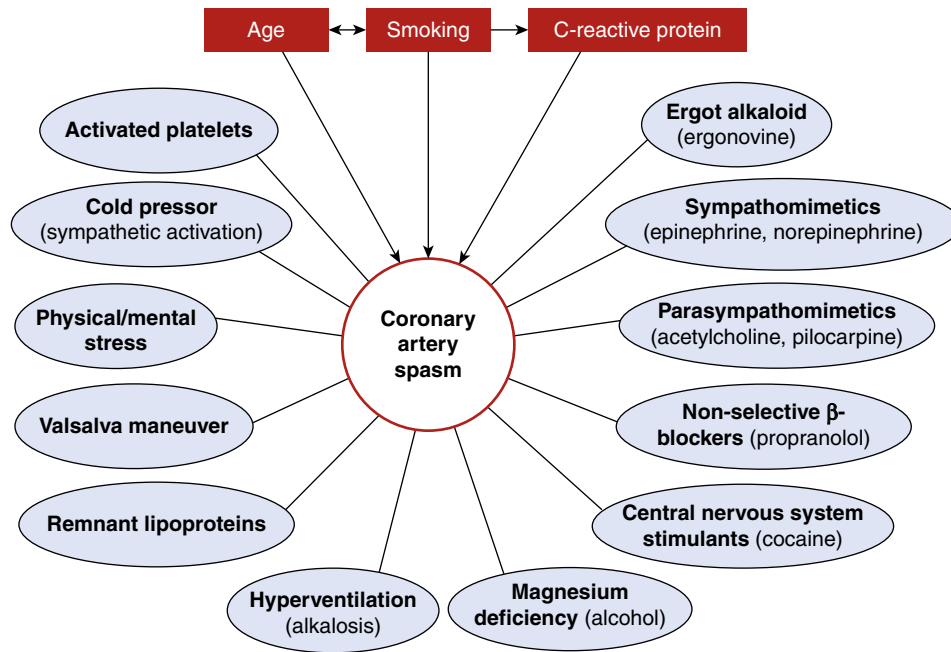 Age
Smoking
C-reactive protein
Activated platelets
Ergot alkaloid
(ergonovine)
Cold pressor
(sympathetic activation)
Sympathomimetics
(epinephrine, norepinephrine)
Physical/mental
stress
Coronary
artery
spasm
Parasympathomimetics
(acetylcholine, pilocarpine)
Valsalva maneuver
Non-selective β-
blockers (propranolol)
Remnant lipoproteins
Central nervous system
stimulants (cocaine)
Hyperventilation
(alkalosis)
Magnesium
deficiency (alcohol)